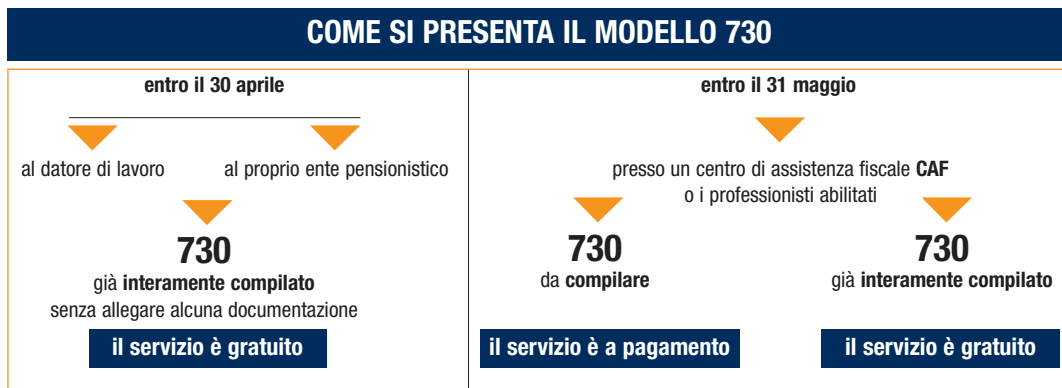 COME SI PRESENTA IL MODELLO 730
entro il 30 aprile
al datore di lavoro
al proprio ente pensionistico
730
già interamente compilato
senza allegare alcuna documentazione
il servizio è gratuito
entro il 31 maggio
presso un centro di assistenza fiscale CAF
o i professionisti abilitati
730
da compilare
il servizio è a pagamento
730
già interamente compilato
il servizio è gratuito